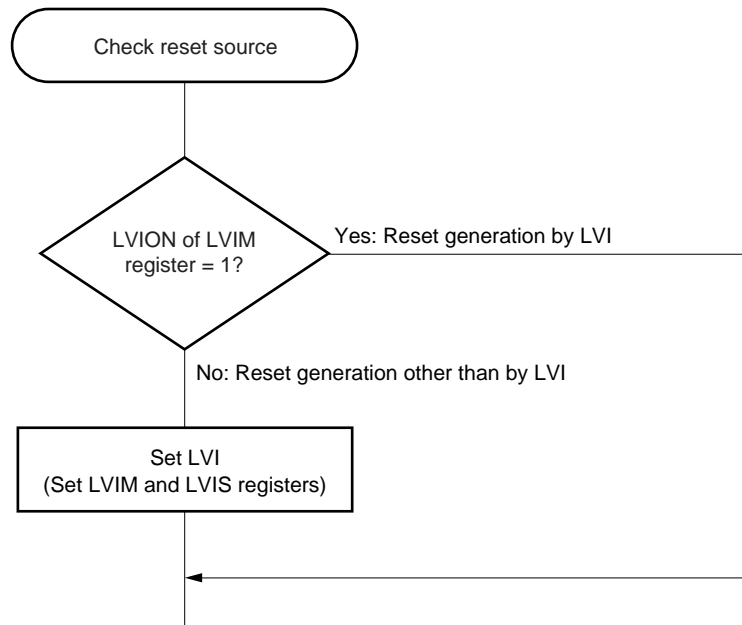 Check reset source
LVION of LVIM
register = 1?
Yes: Reset generation by LVI
No: Reset generation other than by LVI
Set LVI
(Set LVIM and LVIS registers)